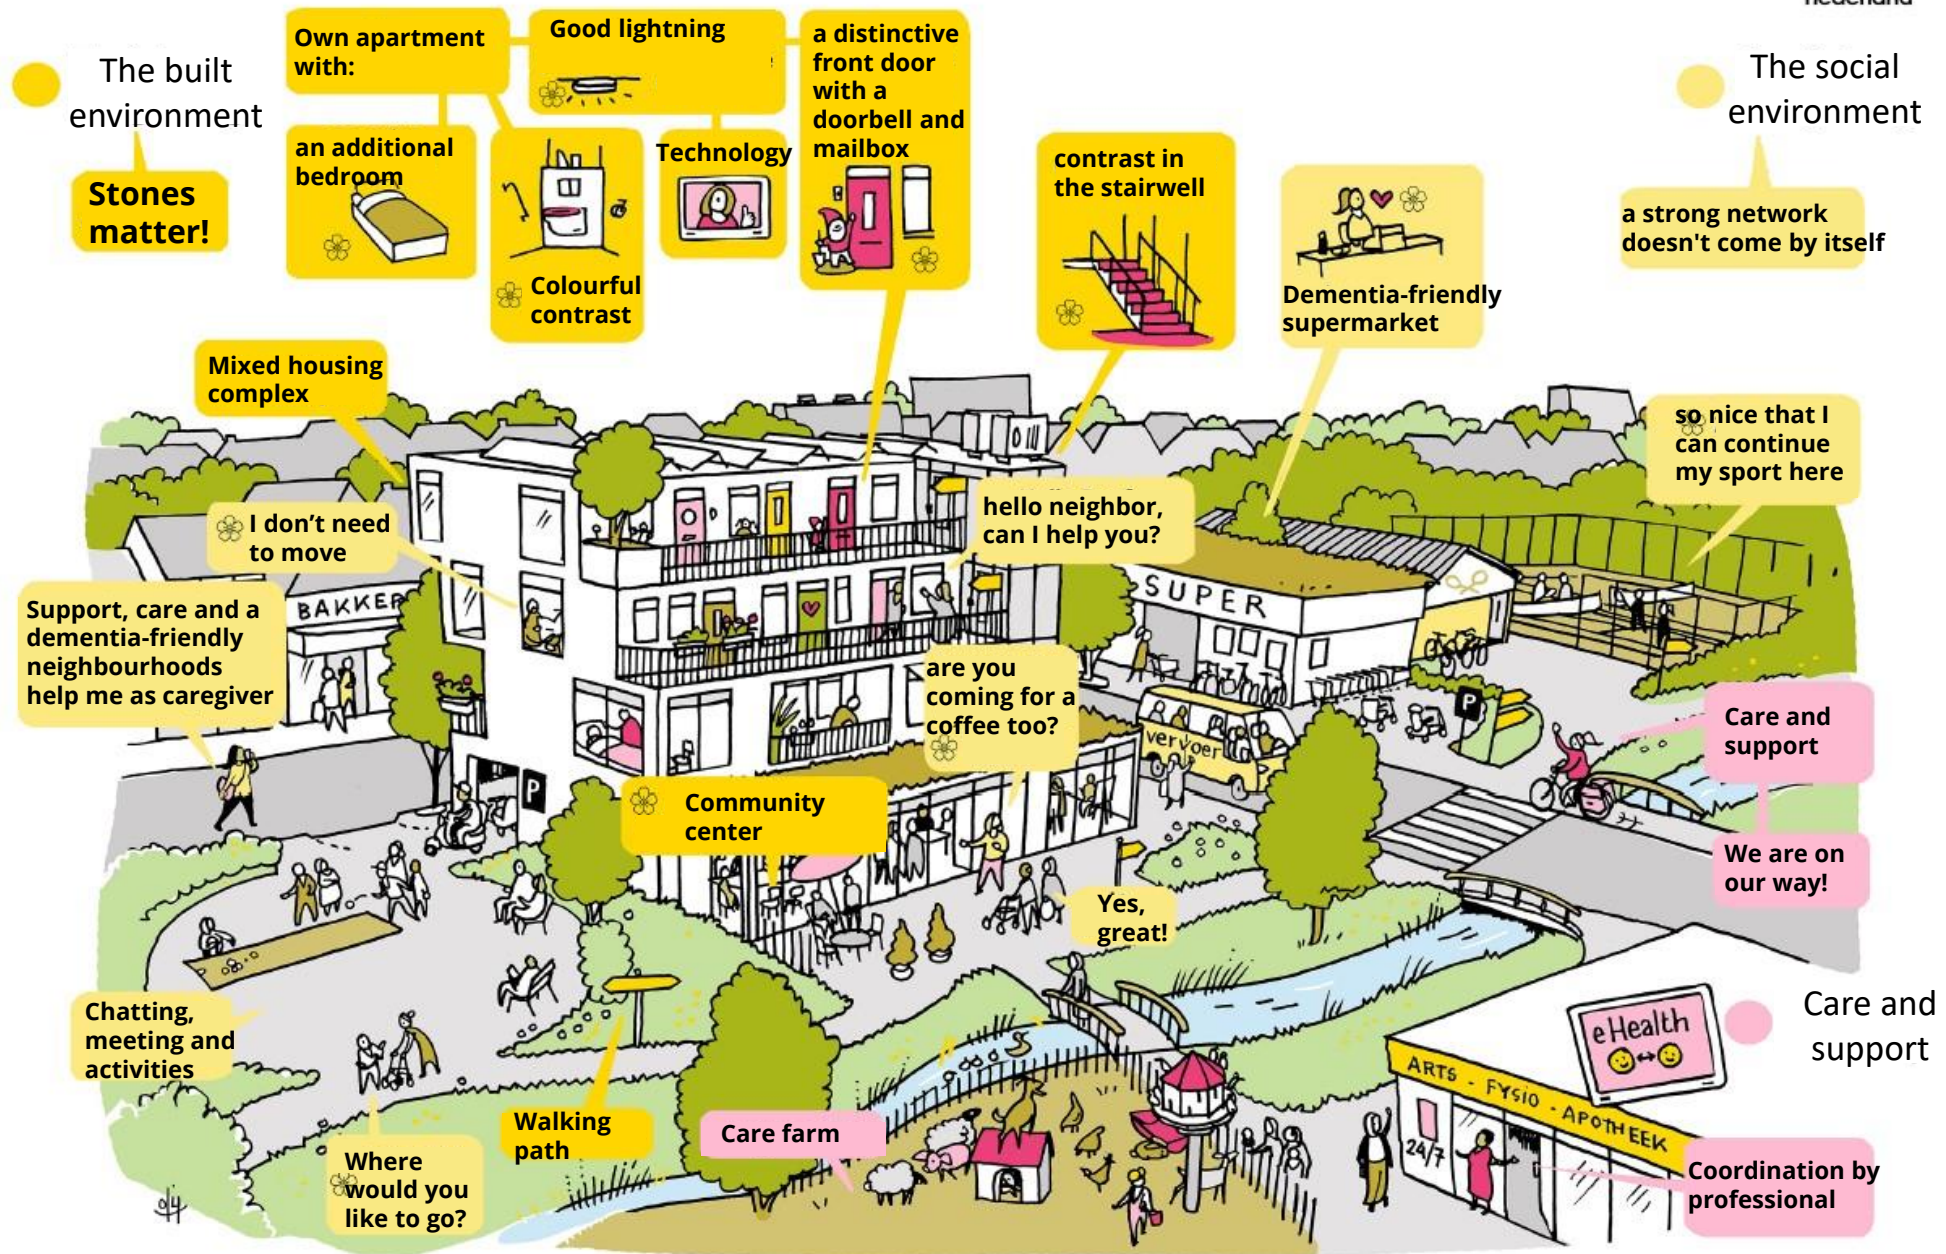 nederland
The built
environment
Stones
matter!
Own apartment
with:
Good lightning
a distinctive
front door
with a
doorbell and
mailbox
an additional
bedroom
Colourful
contrast
Technology
contrast in
the stairwell
Dementia-friendly
supermarket
The social
environment
a strong network
doesn't come by itself
Mixed housing
complex
so nice that I
can continue
my sport here
I don't need
to move
hello neighbor,
can I help you?
Support, care and a
dementia-friendly
neighbourhoods
help me as caregiver
BAKKER
SUPER
are you
coming for a
coffee too?
vervoer
P
P
Care and
support
We are on
our way!
Community
center
Yes,
great!
Chatting,
meeting and
activities
Walking
path
Where
would you
like to go?
Care farm
eHealth
Care and
support
ARTS - FYSIO - APOTHEEK
24/7
Coordination by
professional